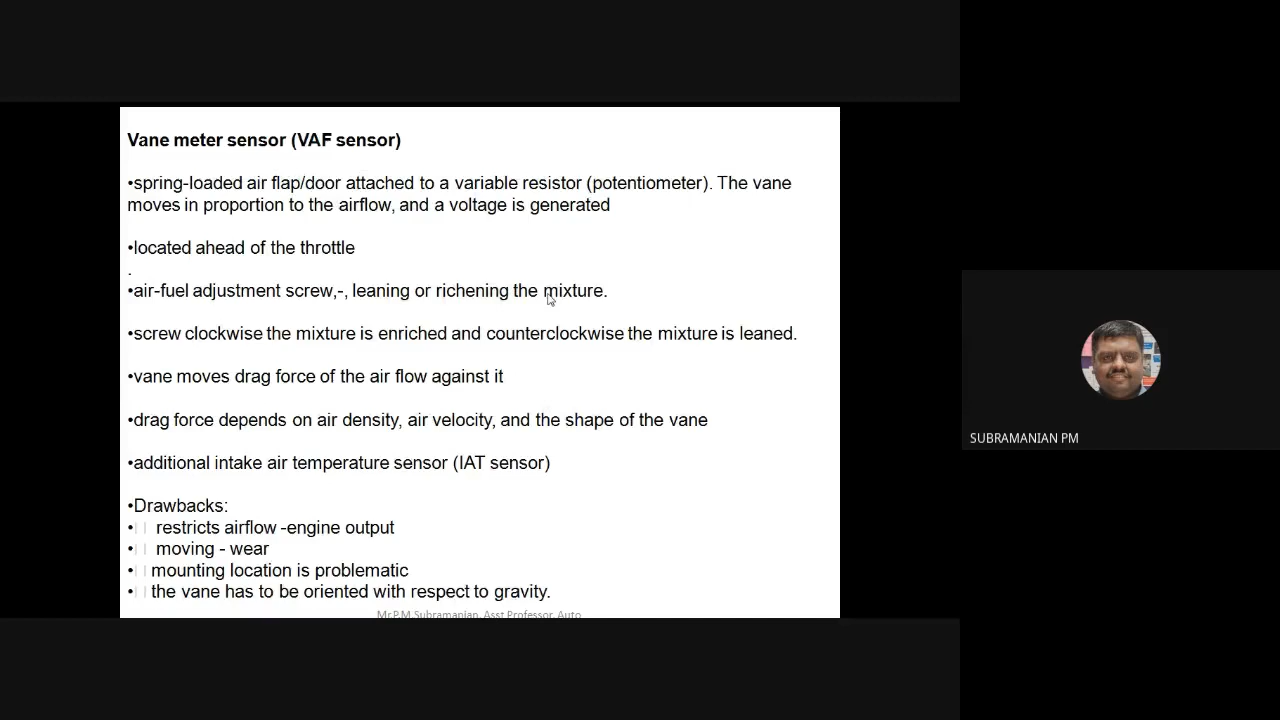 Vane meter sensor (VAF sensor)
•spring-loaded air flap/door attached to a variable resistor (potentiometer). The vane
moves in proportion to the airflow, and a voltage is generated
•located ahead of the throttle
.
•air-fuel adjustment screw,-, leaning or richening the mixture.
•screw clockwise the mixture is enriched and counterclockwise the mixture is leaned.
•vane moves drag force of the air flow against it
•drag force depends on air density, air velocity, and the shape of the vane
•additional intake air temperature sensor (IAT sensor)
•Drawbacks:
• restricts airflow -engine output
• moving - wear
• mounting location is problematic
• the vane has to be oriented with respect to gravity.
Mr.P.M.Subramanian, Asst Professor, Auto
SUBRAMANIAN PM